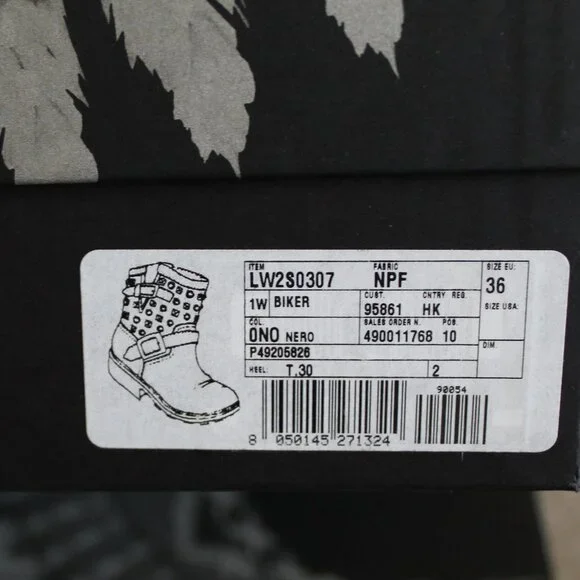 ITEM FABRIC SIZE EU:
LW2S0307 NPF 36
1W BIKER CUST. CNTRY REG.
95861 HK SIZE USA:
COL. SALES ORDER N. POS.
0NO NERO 490011768 10
P49205826 DIM.
HEEL: T.30 2
90054
8 050145 271324